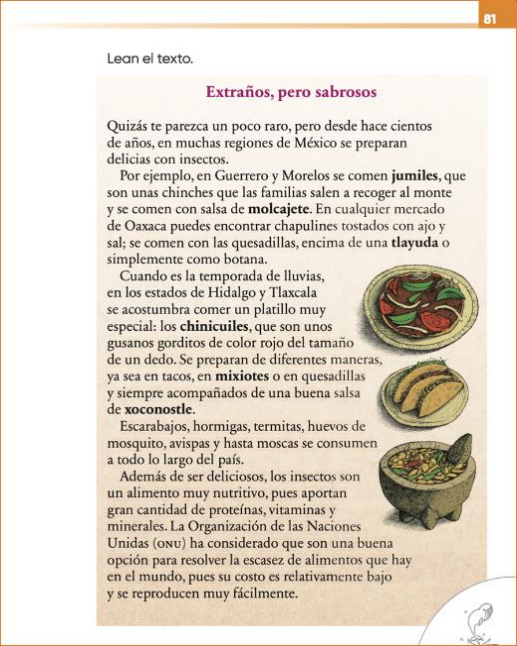 81
Lean el texto.
Extraños, pero sabrosos
Quizás te parezca un poco raro, pero desde hace cientos
de años, en muchas regiones de México se preparan
delicias con insectos.
Por ejemplo, en Guerrero y Morelos se comen jumiles, que
son unas chinches que las familias salen a recoger al monte
y se comen con salsa de molcajete. En cualquier mercado
de Oaxaca puedes encontrar chapulines tostados con ajo y
sal; se comen con las quesadillas, encima de una tlayuda o
simplemente como botana.
Cuando es la temporada de lluvias,
en los estados de Hidalgo y Tlaxcala
se acostumbra comer un platillo muy
especial: los chinicuiles, que son unos
gusanos gorditos de color rojo del tamaño
de un dedo. Se preparan de diferentes maneras,
ya sea en tacos, en mixiotes o en quesadillas
y siempre acompañados de una buena salsa
de xoconostle.
Escarabajos, hormigas, termitas, huevos de
mosquito, avispas y hasta moscas se consumen
a todo lo largo del país.
Además de ser deliciosos, los insectos son
un alimento muy nutritivo, pues aportan
gran cantidad de proteínas, vitaminas y
minerales. La Organización de las Naciones
Unidas (ONU) ha considerado que son una buena
opción para resolver la escasez de alimentos que hay
en el mundo, pues su costo es relativamente bajo
y se reproducen muy fácilmente.